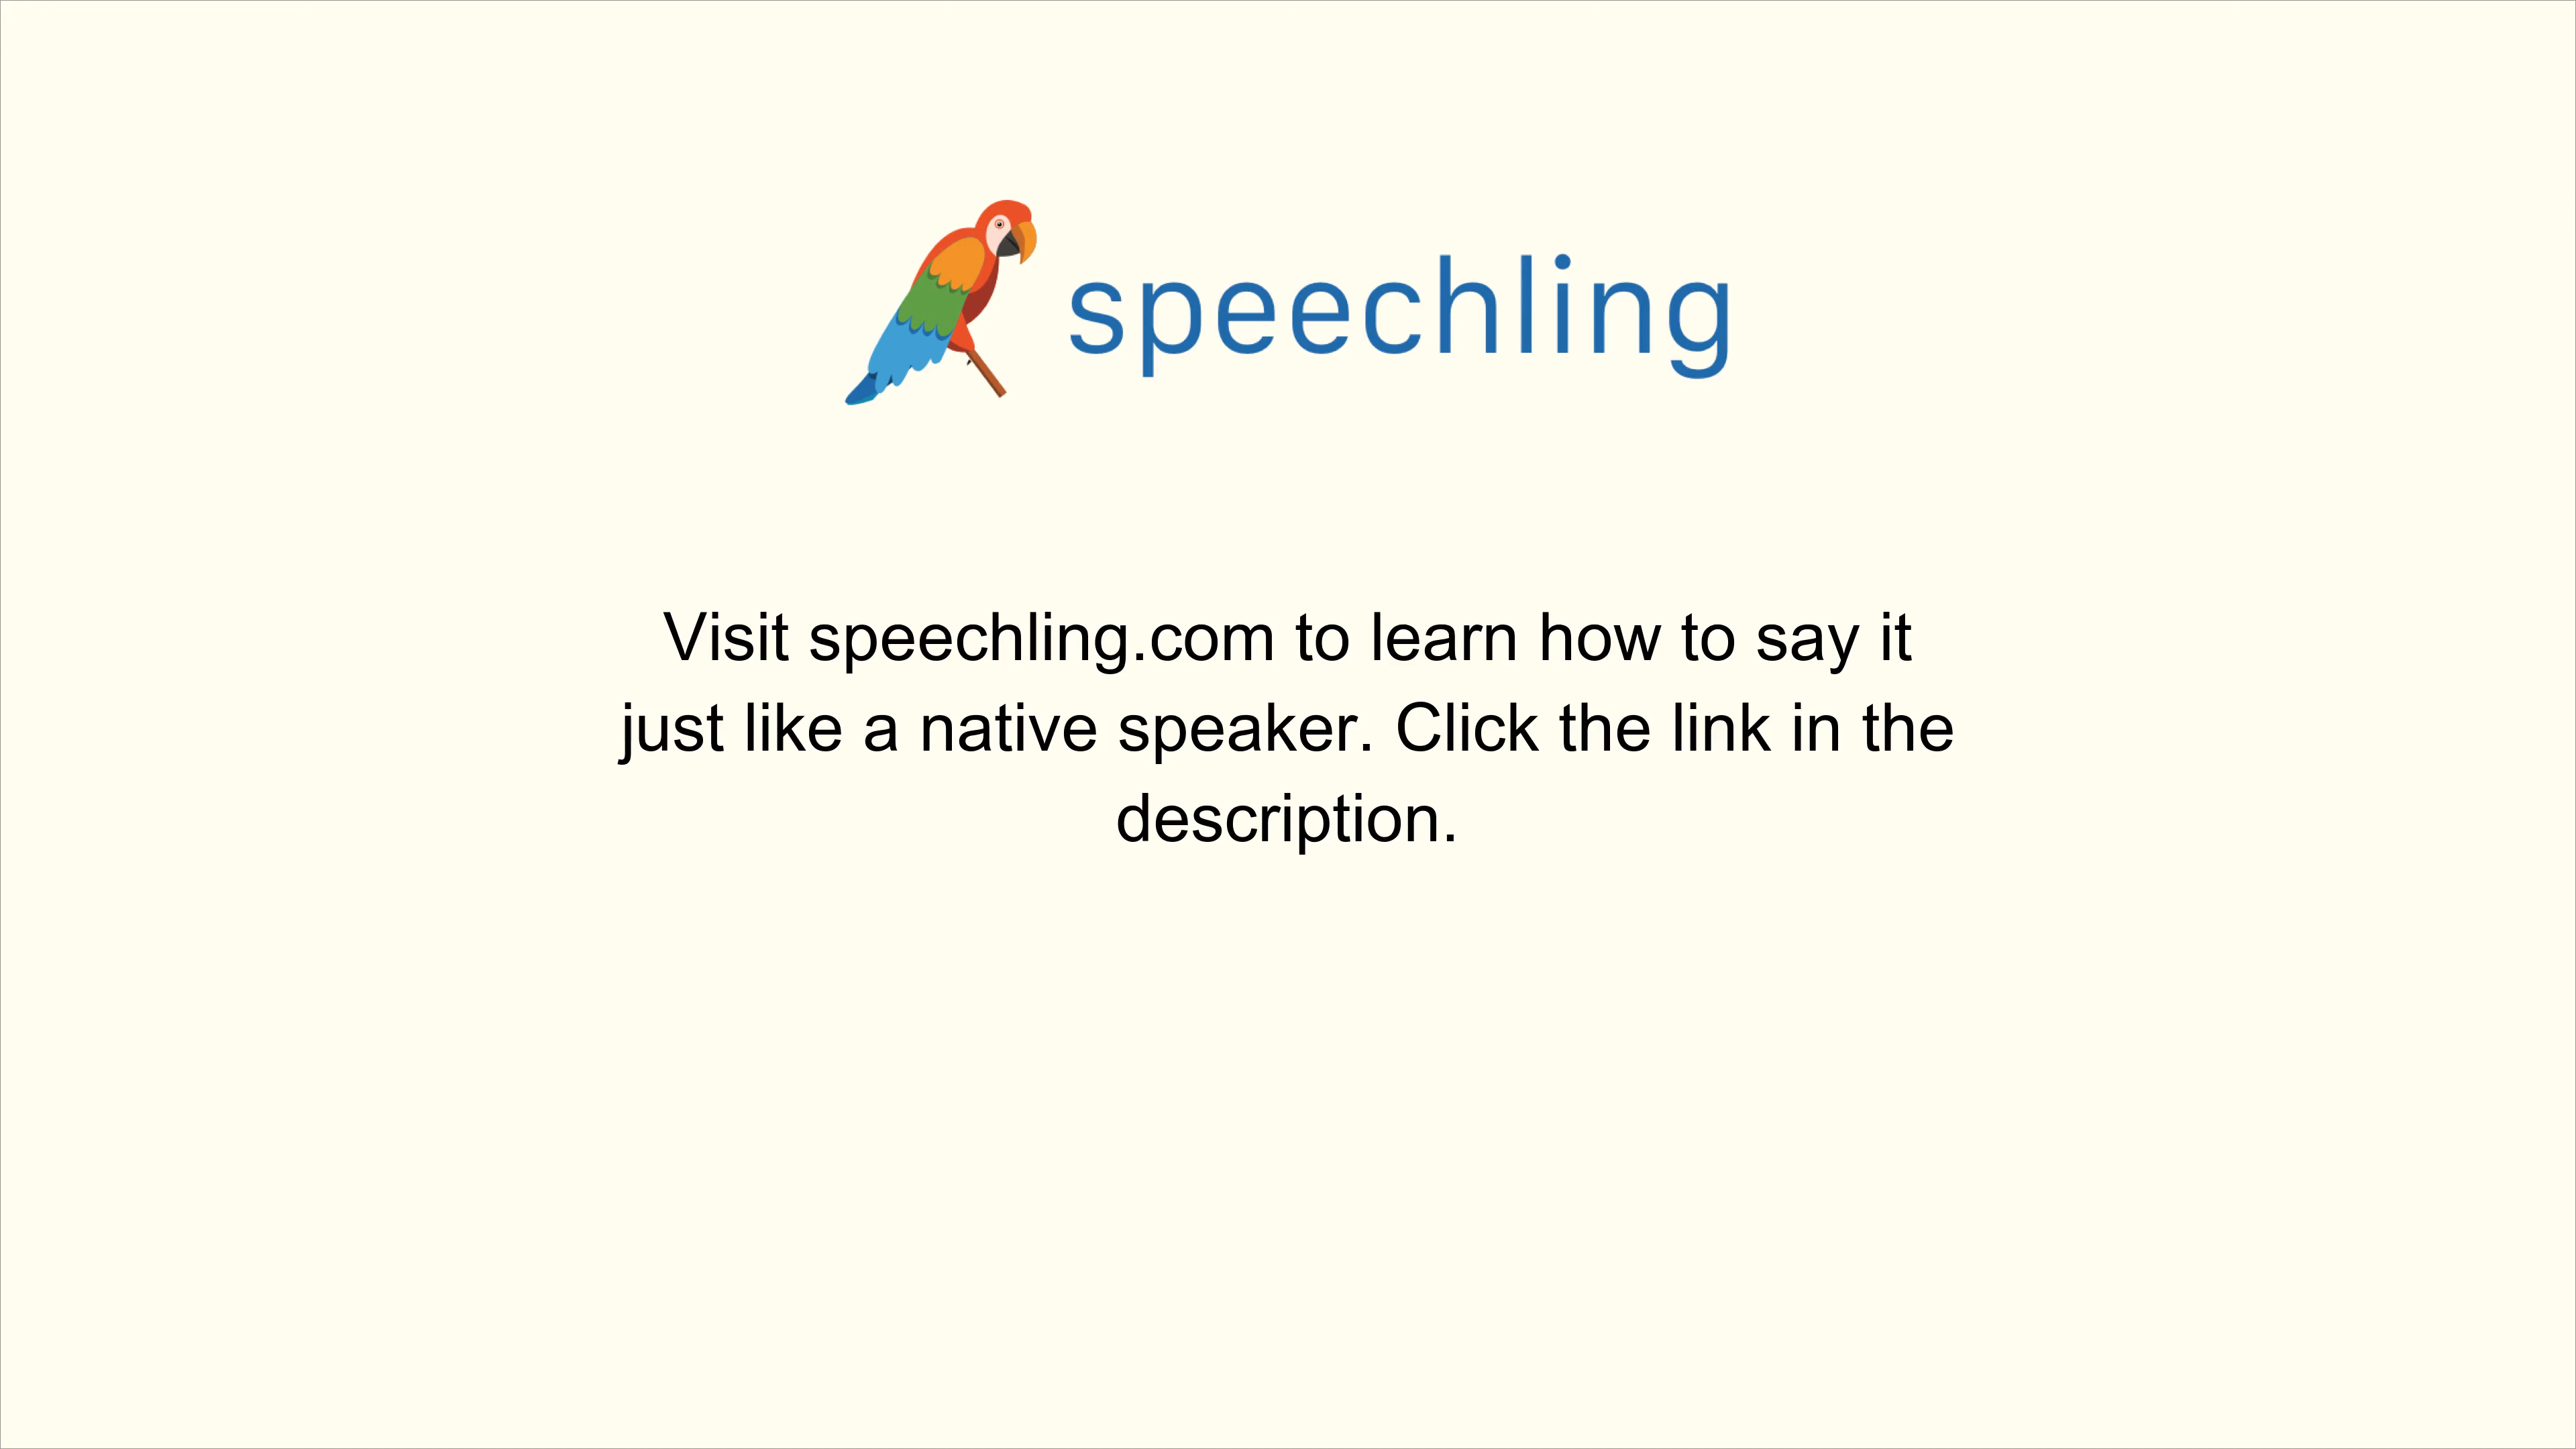 speechling
Visit speechling.com to learn how to say it
just like a native speaker. Click the link in the
description.